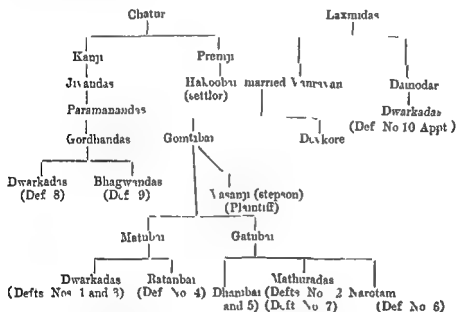 Chatur Laxmidas
Kanji Premji
Jivandas Hakoobai married Vanravan Damodar
(settlor)
Paramanandas Dwarkadas
(Def No 10 Appt)
Gordhandas Gomtibai Devkore
Dwarkadas Bhagwandas
(Def 8) (Def 9)
Vasanji (stepson)
(Plaintiff)
Matubai Gatubai
Dwarkadas Ratanbai Dhambai Mathuradas Narotam
(Defts Nos 1 and 3) (Def No 4) (Defts No 2
and 5) (Deft No 7) (Def No 6)